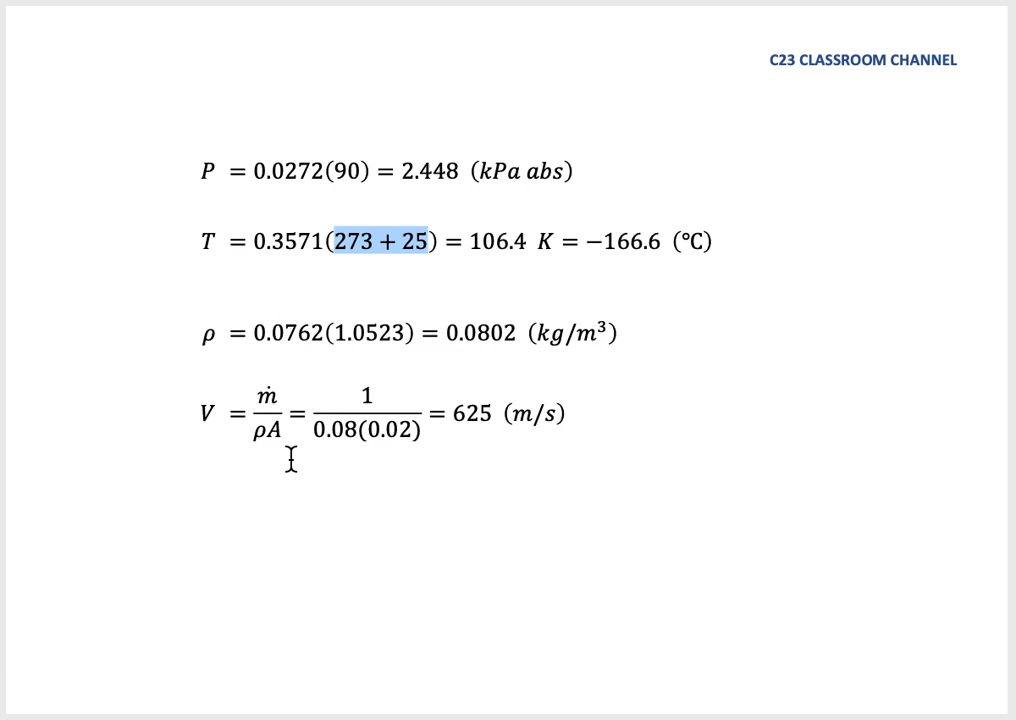 C23 CLASSROOM CHANNEL
P = 0.0272(90) = 2.448 (kPa abs)
T = 0.3571(273 + 25) = 106.4 K = −166.6 (℃)
ρ = 0.0762(1.0523) = 0.0802 (kg/m³)
V = ṁ/ρA = 1/0.08(0.02) = 625 (m/s)